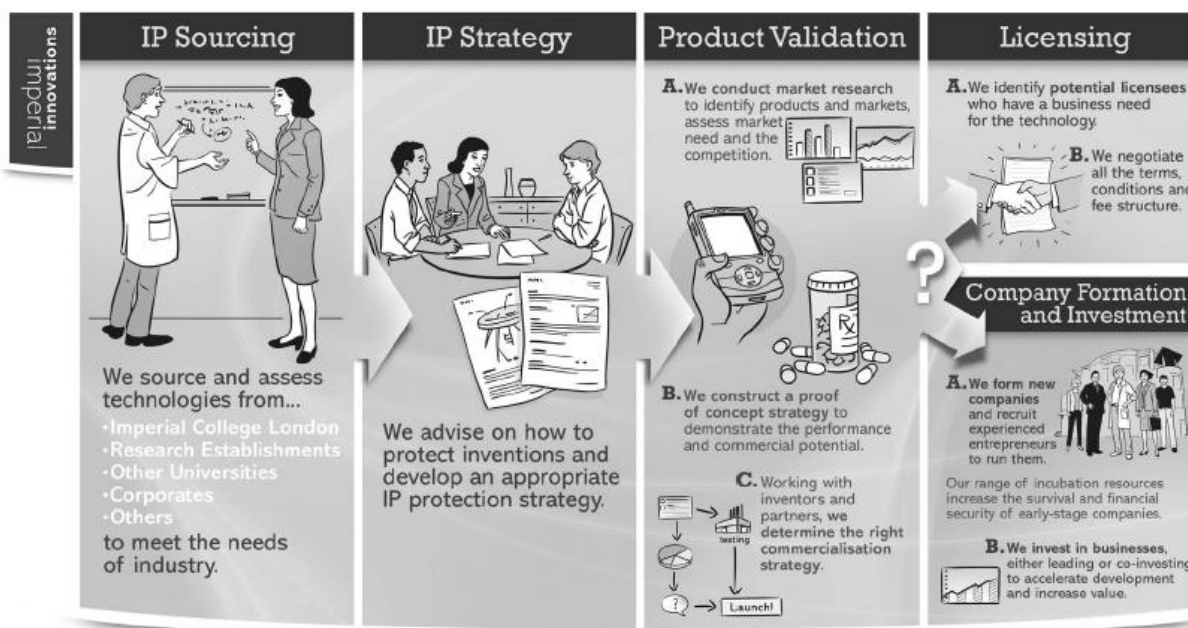 imperial
innovations
IP Sourcing
We source and assess
technologies from...
•Imperial College London
•Research Establishments
•Other Universities
•Corporates
•Others
to meet the needs
of industry.
IP Strategy
We advise on how to
protect inventions and
develop an appropriate
IP protection strategy.
Product Validation
A. We conduct market research
to identify products and markets,
assess market
need and the
competition.
Rx
B. We construct a proof
of concept strategy to
demonstrate the performance
and commercial potential.
C. Working with
inventors and
partners, we
determine the right
commercialisation
strategy.
testing
?
Launch!
?
Licensing
A. We identify potential licensees
who have a business need
for the technology.
B. We negotiate
all the terms,
conditions and
fee structure.
Company Formation
and Investment
A. We form new
companies
and recruit
experienced
entrepreneurs
to run them.
Our range of incubation resources
increase the survival and financial
security of early-stage companies.
B. We invest in businesses,
either leading or co-investing
to accelerate development
and increase value.